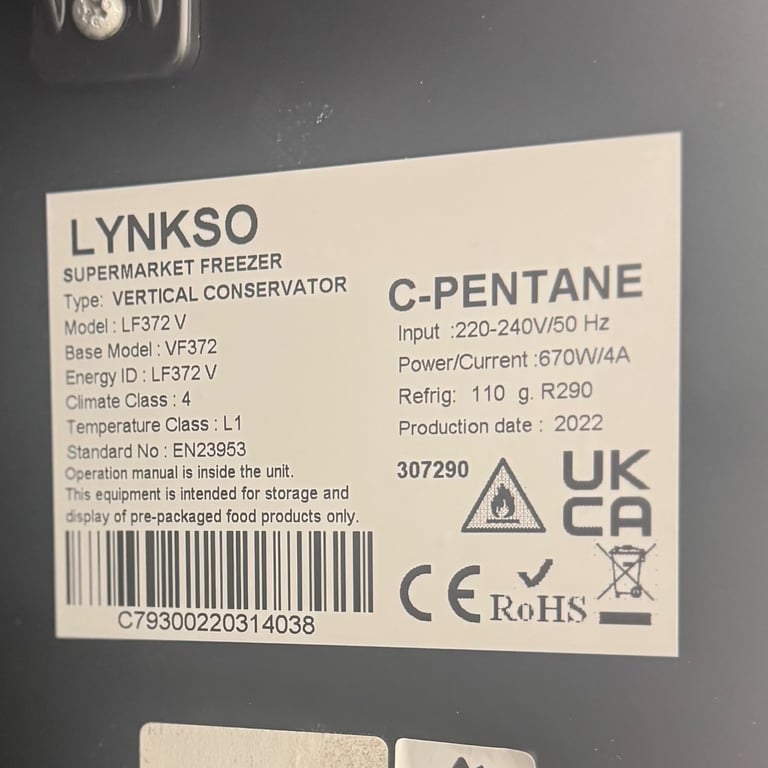 LYNKSO
SUPERMARKET FREEZER
Type: VERTICAL CONSERVATOR
Model : LF372 V
Base Model : VF372
Energy ID : LF372 V
Climate Class : 4
Temperature Class : L1
Standard No : EN23953
Operation manual is inside the unit.
This equipment is intended for storage and
display of pre-packaged food products only.
C79300220314038
C-PENTANE
Input :220-240V/50 Hz
Power/Current :670W/4A
Refrig: 110 g. R290
Production date : 2022
307290
UK
CA
CE RoHS